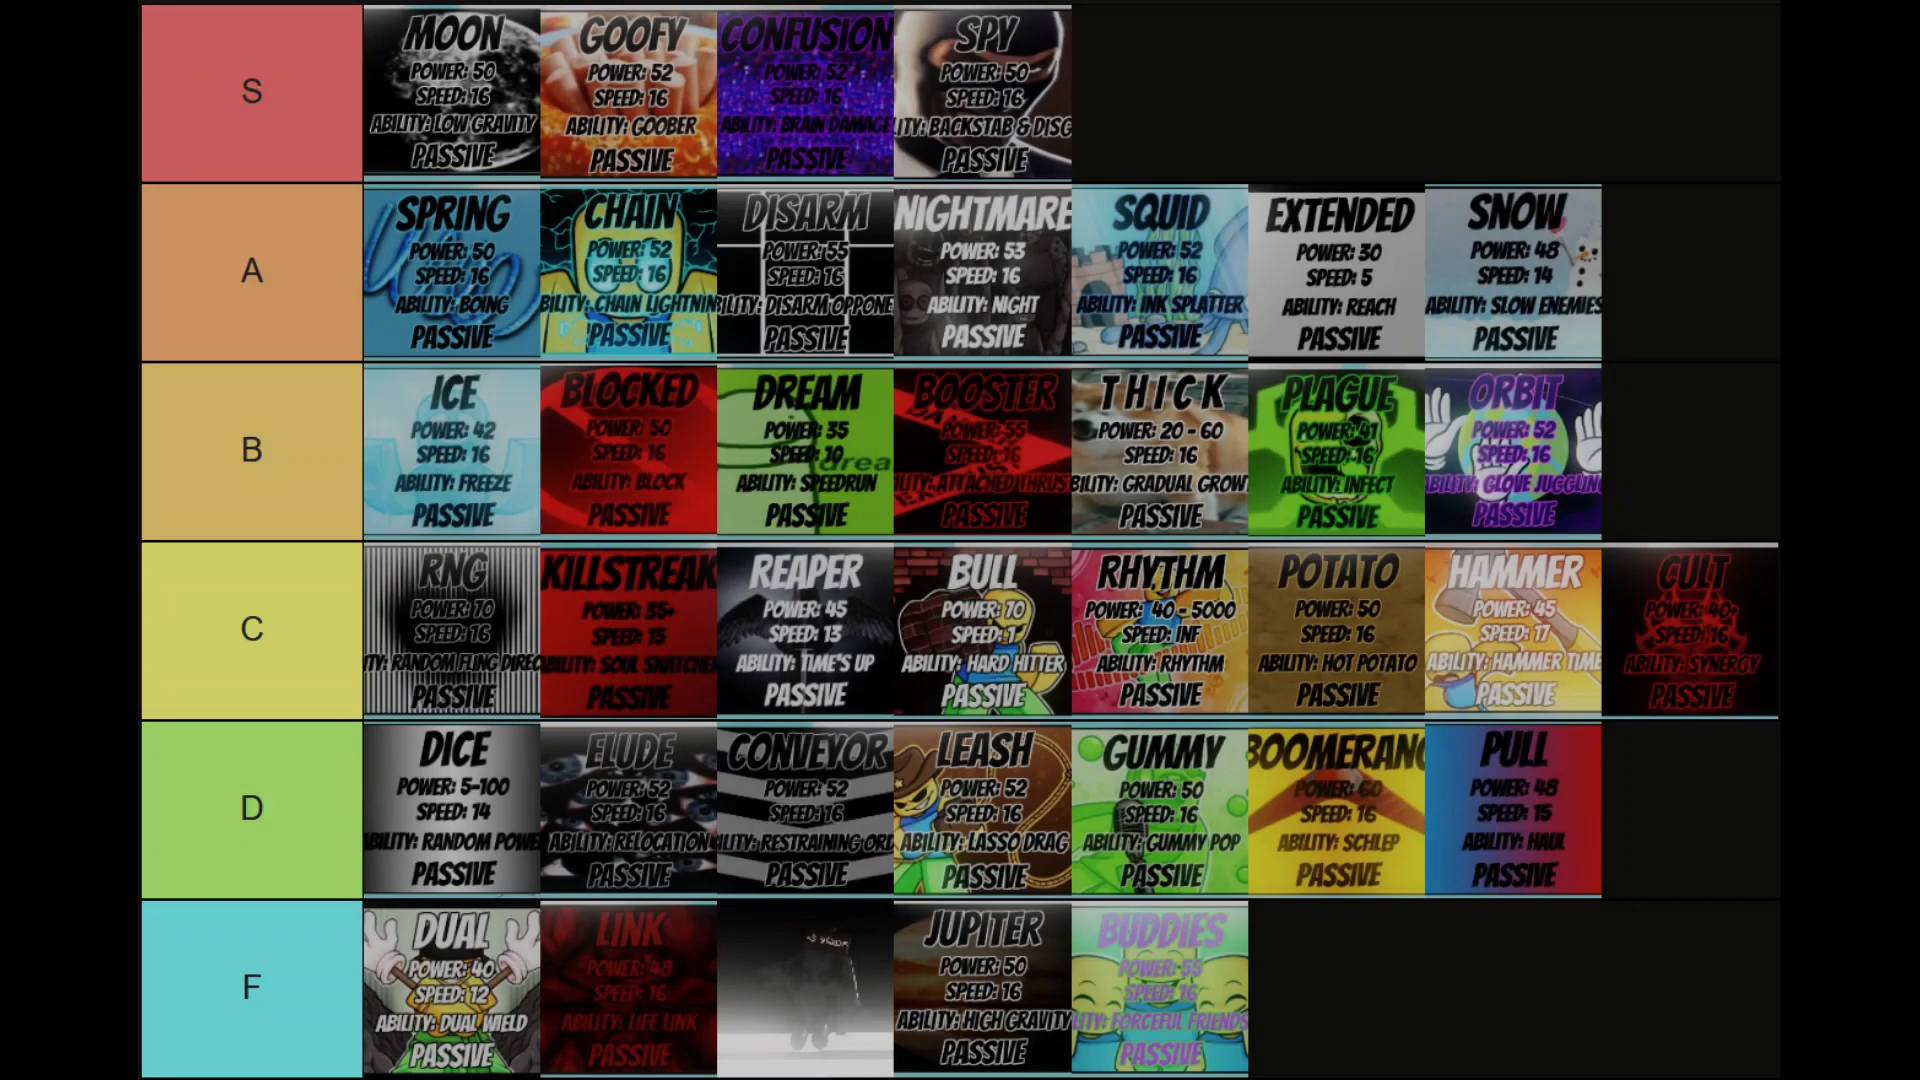 S
MOON
POWER: 50
SPEED: 16
ABILITY: LOW GRAVITY
PASSIVE
GOOFY
POWER: 52
SPEED: 16
ABILITY: GOOBER
PASSIVE
CONFUSION
POWER: 52
SPEED: 16
ABILITY: BRAIN DAMAGE
PASSIVE
SPY
POWER: 50
SPEED: 16
LITY: BACKSTAB & DISG
PASSIVE
A
SPRING
POWER: 50
SPEED: 16
ABILITY: BOING
PASSIVE
CHAIN
POWER: 52
SPEED: 16
BILITY: CHAIN LIGHTNIN
PASSIVE
DISARM
POWER: 55
SPEED: 16
BILITY: DISARM OPPONE
PASSIVE
NIGHTMARE
POWER: 53
SPEED: 16
ABILITY: NIGHT
PASSIVE
SQUID
POWER: 52
SPEED: 16
ABILITY: INK SPLATTER
PASSIVE
EXTENDED
POWER: 30
SPEED: 5
ABILITY: REACH
PASSIVE
SNOW
POWER: 48
SPEED: 14
ABILITY: SLOW ENEMIES
PASSIVE
B
ICE
POWER: 42
SPEED: 16
ABILITY: FREEZE
PASSIVE
BLOCKED
POWER: 50
SPEED: 16
ABILITY: BLOCK
PASSIVE
DREAM
POWER: 35
SPEED: 10
drea
ABILITY: SPEEDRUN
PASSIVE
BOOSTER
POWER: 55
SPEED: 16
ILITY: ATTACHED THRUST
PASSIVE
THICK
POWER: 20 - 60
SPEED: 16
BILITY: GRADUAL GROW
PASSIVE
PLAGUE
POWER: 41
SPEED: 16
ABILITY: INFECT
PASSIVE
ORBIT
POWER: 52
SPEED: 16
ABILITY: GLOVE JUGGLING
PASSIVE
C
RNG
POWER: 70
SPEED: 16
ITY: RANDOM FLING DIREC
PASSIVE
KILLSTREAK
POWER: 35+
SPEED: 15
ABILITY: SOUL SNATCHER
PASSIVE
REAPER
POWER: 45
SPEED: 13
ABILITY: TIME'S UP
PASSIVE
BULL
POWER: 70
SPEED: 1
ABILITY: HARD HITTER
PASSIVE
RHYTHM
POWER: 40 - 5000
SPEED: INF
ABILITY: RHYTHM
PASSIVE
POTATO
POWER: 50
SPEED: 16
ABILITY: HOT POTATO
PASSIVE
HAMMER
POWER: 45
SPEED: 17
ABILITY: HAMMER TIME
PASSIVE
CULT
POWER: 40+
SPEED: 16
ABILITY: SYNERGY
PASSIVE
D
DICE
POWER: 5-100
SPEED: 14
ABILITY: RANDOM POWE
PASSIVE
ELUDE
POWER: 52
SPEED: 16
ABILITY: RELOCATION
PASSIVE
CONVEYOR
POWER: 52
SPEED: 16
ILITY: RESTRAINING ORD
PASSIVE
LEASH
POWER: 52
SPEED: 16
ABILITY: LASSO DRAG
PASSIVE
GUMMY
POWER: 50
SPEED: 16
ABILITY: GUMMY POP
PASSIVE
BOOMERANG
POWER: 60
SPEED: 16
ABILITY: SCHLEP
PASSIVE
PULL
POWER: 48
SPEED: 15
ABILITY: HAUL
PASSIVE
F
DUAL
POWER: 40
SPEED: 12
ABILITY: DUAL WIELD
PASSIVE
LINK
POWER: 48
SPEED: 16
ABILITY: LIFE LINK
PASSIVE
JUPITER
POWER: 50
SPEED: 16
ABILITY: HIGH GRAVITY
PASSIVE
BUDDIES
POWER: 55
SPEED: 16
LITY: FORCEFUL FRIENDS
PASSIVE